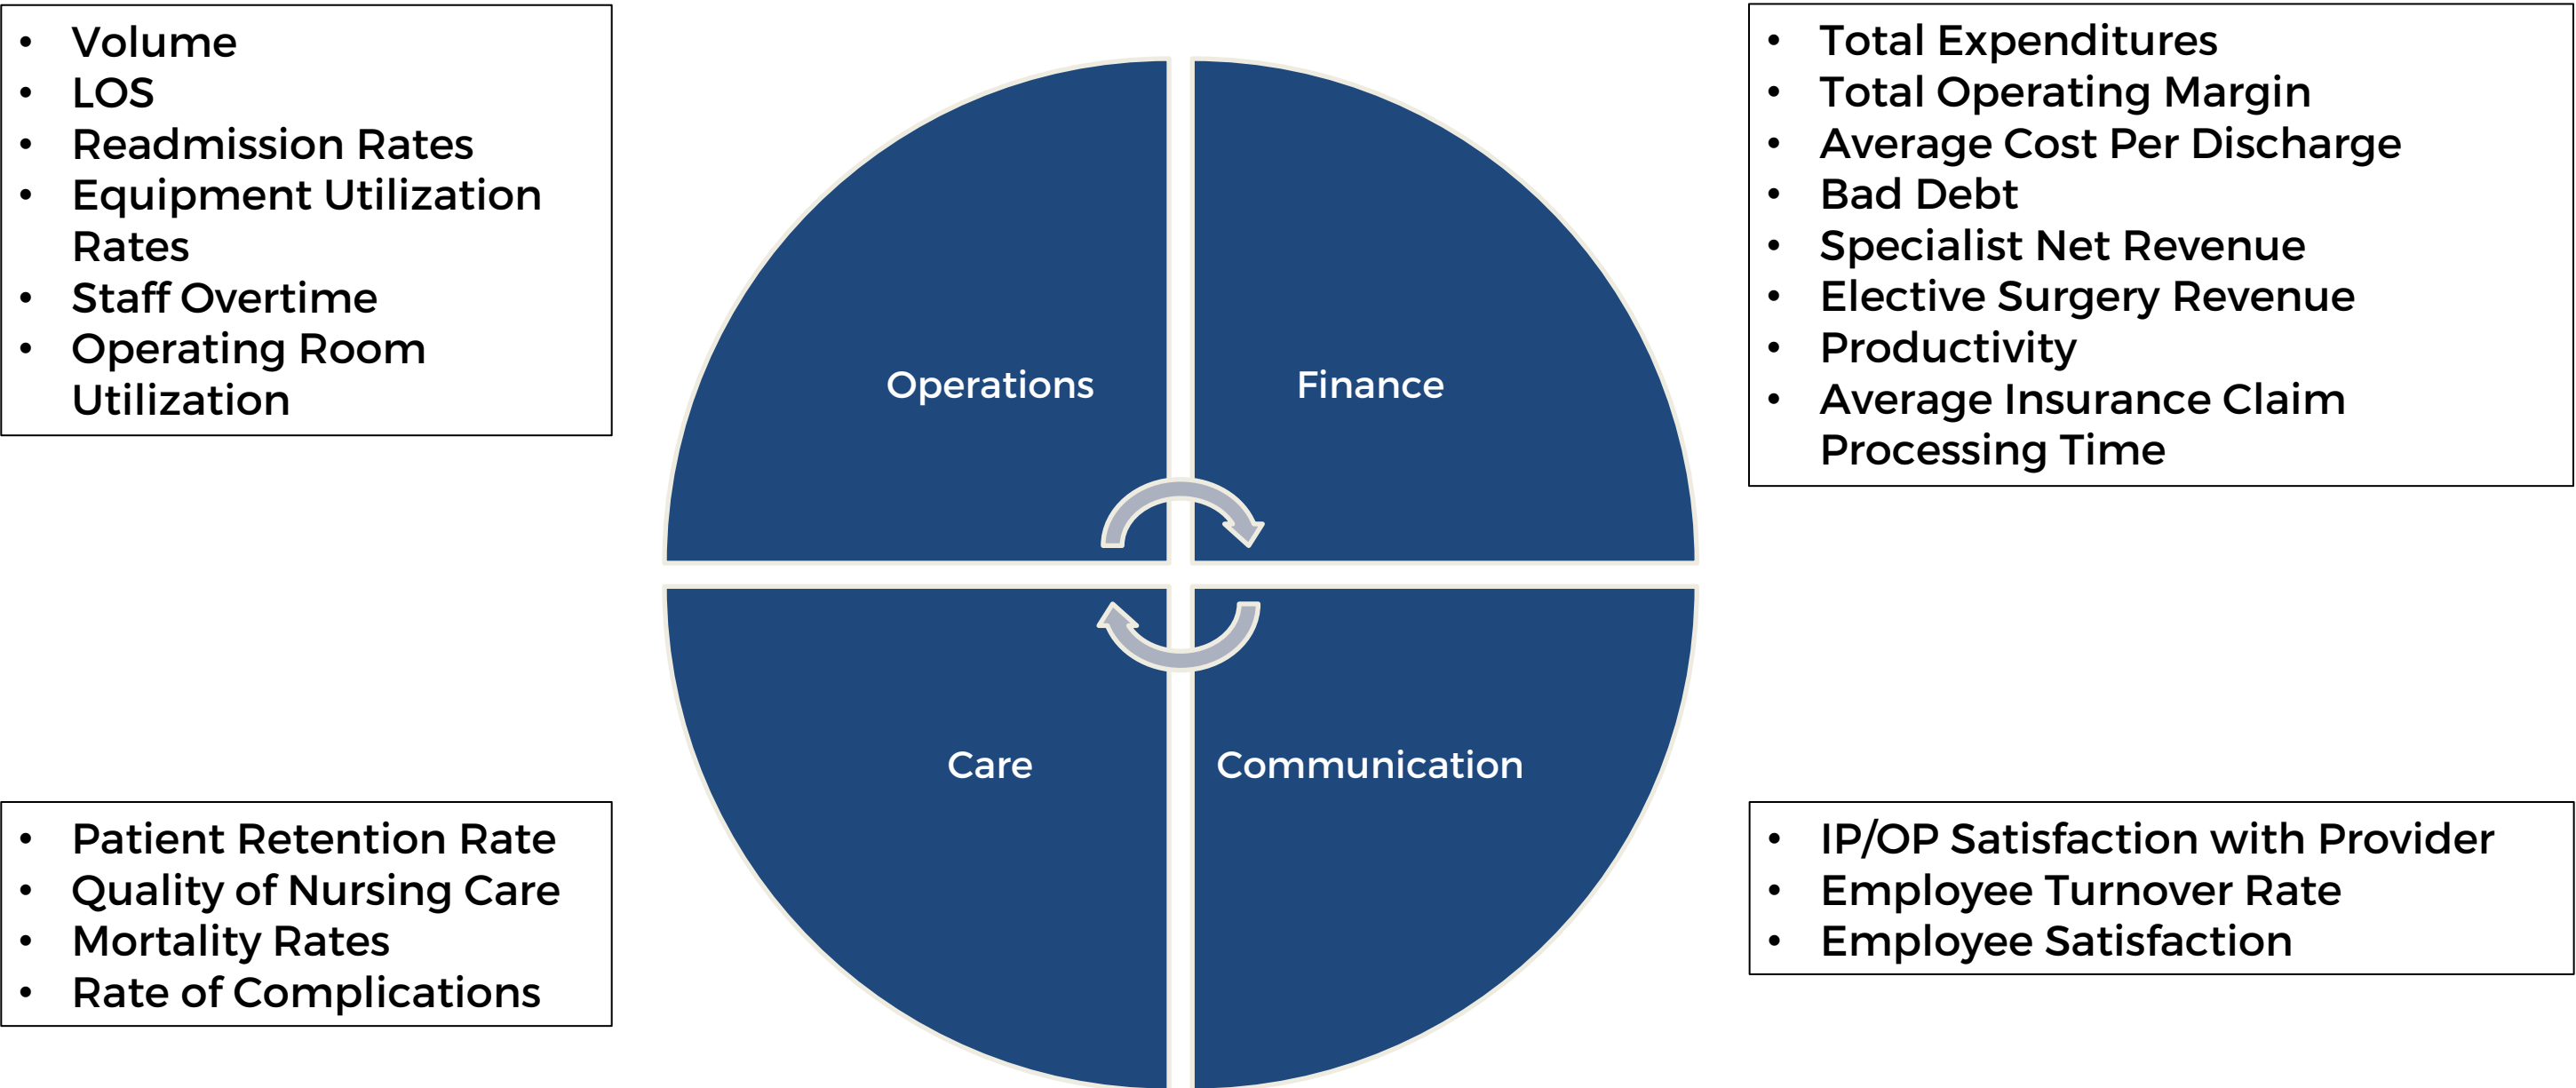 • Volume
• LOS
• Readmission Rates
• Equipment Utilization
Rates
• Staff Overtime
• Operating Room
Utilization
Operations
Finance
• Total Expenditures
• Total Operating Margin
• Average Cost Per Discharge
• Bad Debt
• Specialist Net Revenue
• Elective Surgery Revenue
• Productivity
• Average Insurance Claim
Processing Time
• Patient Retention Rate
• Quality of Nursing Care
• Mortality Rates
• Rate of Complications
Care
Communication
• IP/OP Satisfaction with Provider
• Employee Turnover Rate
• Employee Satisfaction